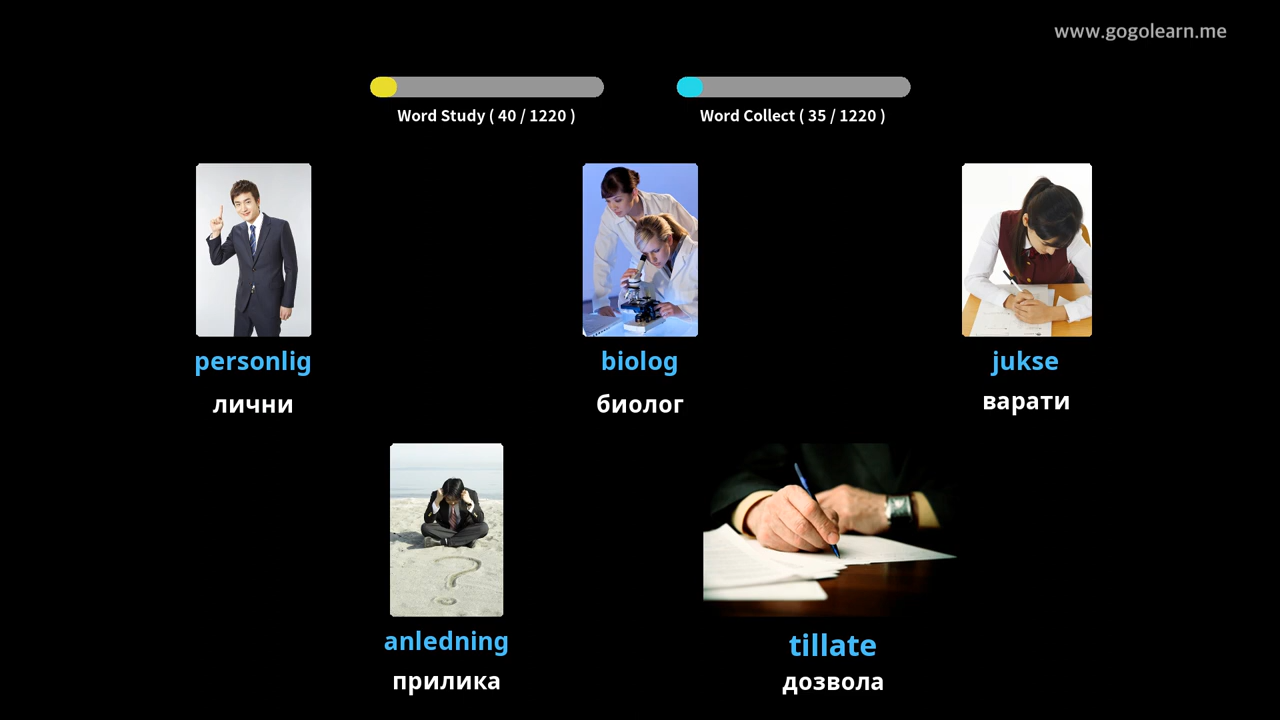 www.gogolearn.me
Word Study ( 40 / 1220 )
Word Collect ( 35 / 1220 )
personlig
biolog
jukse
лични
биолог
варати
anledning
tillate
прилика
дозвола